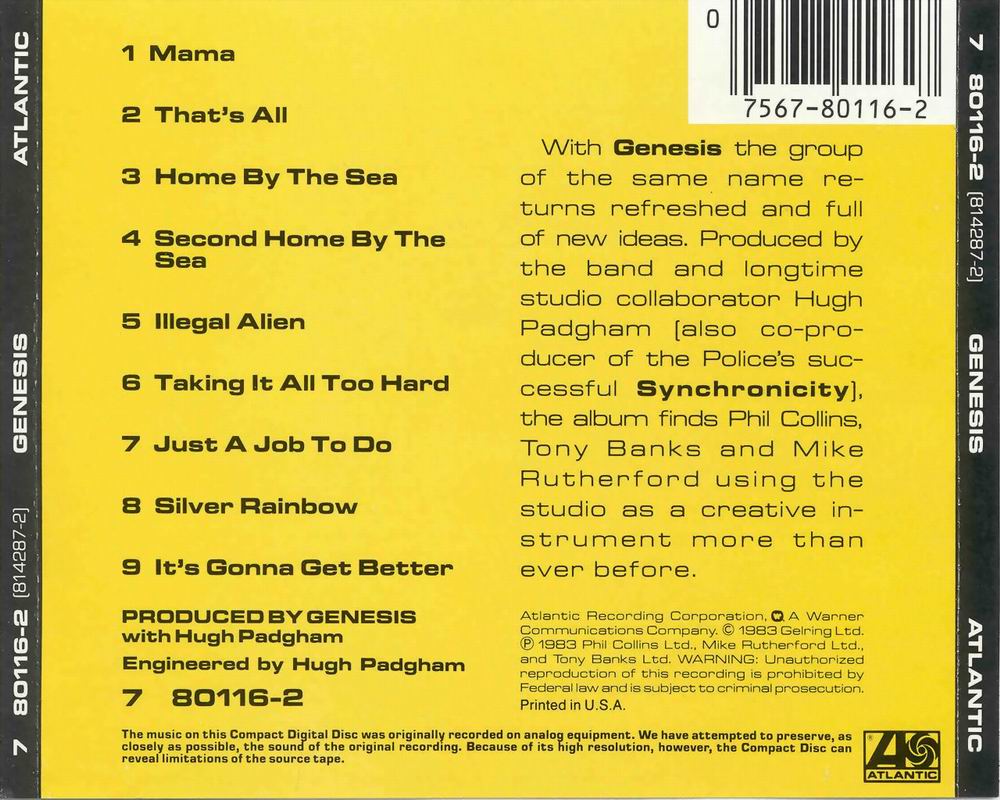 ATLANTIC
GENESIS
7 80116-2 [814287-2]
1 Mama
2 That's All
3 Home By The Sea
4 Second Home By The
Sea
5 Illegal Alien
6 Taking It All Too Hard
7 Just A Job To Do
8 Silver Rainbow
9 It's Gonna Get Better
PRODUCED BY GENESIS
with Hugh Padgham
Engineered by Hugh Padgham
7 80116-2
0
7567-80116-2
With Genesis the group
of the same name re-
turns refreshed and full
of new ideas. Produced by
the band and longtime
studio collaborator Hugh
Padgham [also co-pro-
ducer of the Police's suc-
cessful Synchronicity],
the album finds Phil Collins,
Tony Banks and Mike
Rutherford using the
studio as a creative in-
strument more than
ever before.
Atlantic Recording Corporation, A Warner
Communications Company. © 1983 Gelring Ltd.
℗ 1983 Phil Collins Ltd., Mike Rutherford Ltd.,
and Tony Banks Ltd. WARNING: Unauthorized
reproduction of this recording is prohibited by
Federal law and is subject to criminal prosecution.
Printed in U.S.A.
The music on this Compact Digital Disc was originally recorded on analog equipment. We have attempted to preserve, as
closely as possible, the sound of the original recording. Because of its high resolution, however, the Compact Disc can
reveal limitations of the source tape.
ATLANTIC
7 80116-2 [814287-2]
GENESIS
ATLANTIC